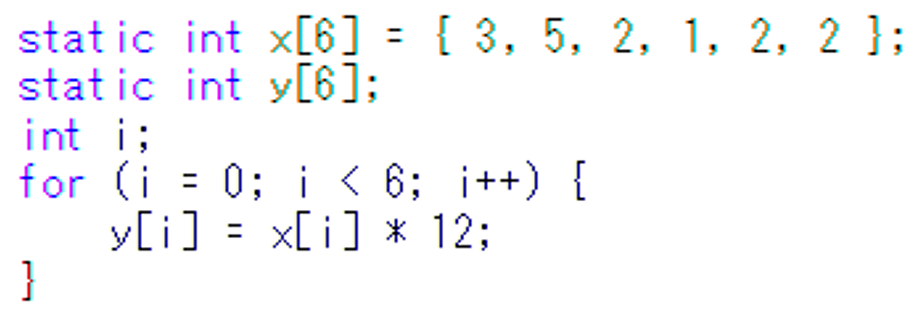 static int x[6] = { 3, 5, 2, 1, 2, 2 };
static int y[6];
int i;
for (i = 0; i < 6; i++) {
    y[i] = x[i] * 12;
}